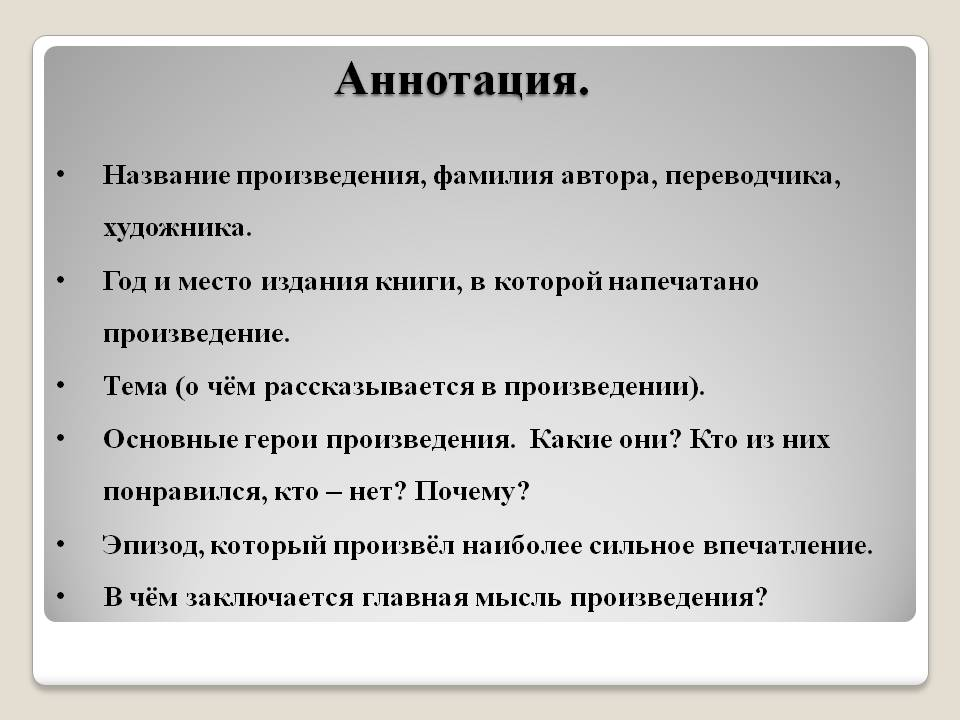 Аннотация.
• Название произведения, фамилия автора, переводчика,
художника.
• Год и место издания книги, в которой напечатано
произведение.
• Тема (о чём рассказывается в произведении).
• Основные герои произведения. Какие они? Кто из них
понравился, кто – нет? Почему?
• Эпизод, который произвёл наиболее сильное впечатление.
• В чём заключается главная мысль произведения?